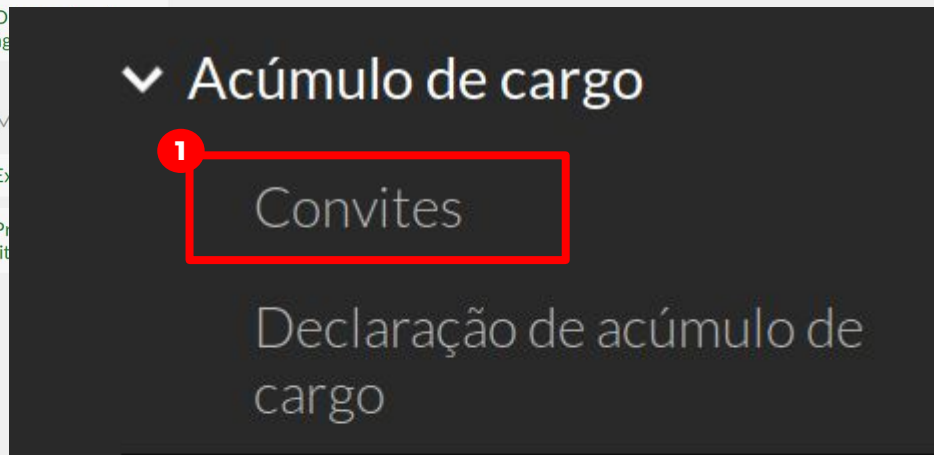 Acúmulo de cargo
1
Convites
Declaração de acúmulo de
cargo